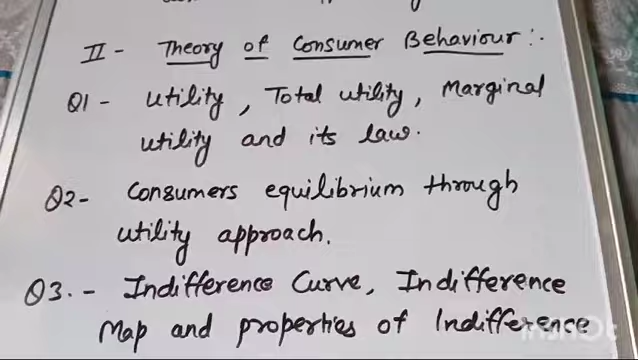 II - Theory of Consumer Behaviour :-
Q1 - Utility, Total utility, Marginal
utility and its law.
Q2 - Consumers equilibrium through
utility approach.
Q3. - Indifference Curve, Indifference
Map and properties of Indifference